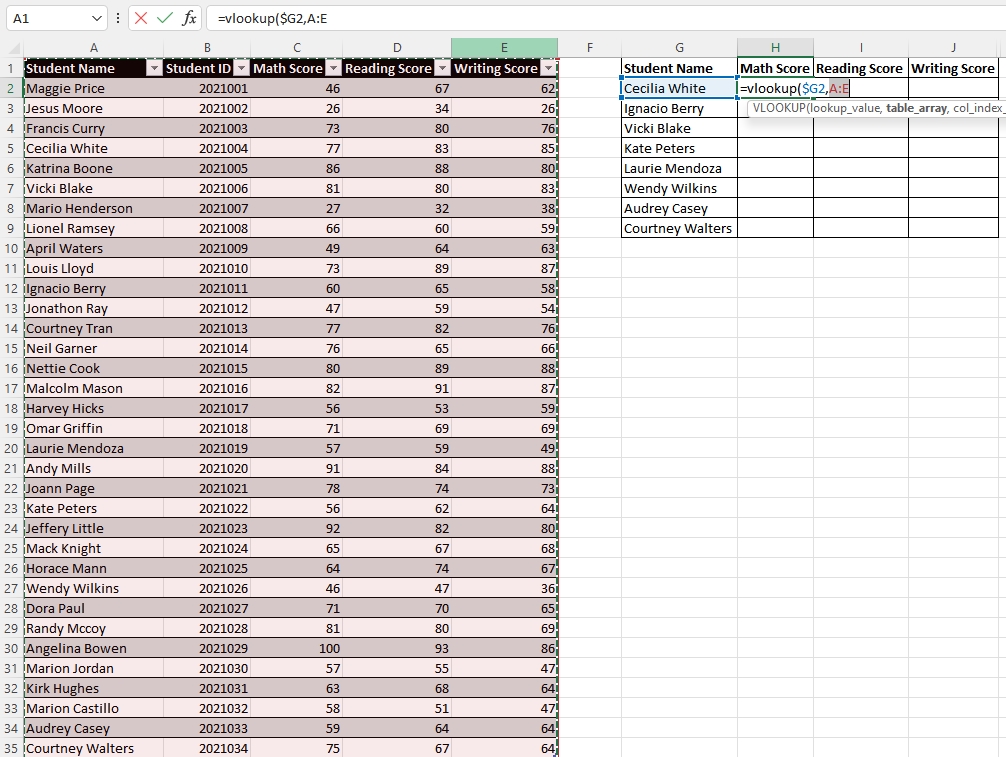 A1 fx =vlookup($G2,A:E
A B C D E F G H I J
1 Student Name Student ID Math Score Reading Score Writing Score Student Name Math Score Reading Score Writing Score
2 Maggie Price 2021001 46 67 62 Cecilia White =vlookup($G2,A:E
3 Jesus Moore 2021002 26 34 26 Ignacio Berry VLOOKUP(lookup_value, table_array, col_index_
4 Francis Curry 2021003 73 80 76 Vicki Blake
5 Cecilia White 2021004 77 83 85 Kate Peters
6 Katrina Boone 2021005 86 88 80 Laurie Mendoza
7 Vicki Blake 2021006 81 80 83 Wendy Wilkins
8 Mario Henderson 2021007 27 32 38 Audrey Casey
9 Lionel Ramsey 2021008 66 60 59 Courtney Walters
10 April Waters 2021009 49 64 63
11 Louis Lloyd 2021010 73 89 87
12 Ignacio Berry 2021011 60 65 58
13 Jonathon Ray 2021012 47 59 54
14 Courtney Tran 2021013 77 82 76
15 Neil Garner 2021014 76 65 66
16 Nettie Cook 2021015 80 89 88
17 Malcolm Mason 2021016 82 91 87
18 Harvey Hicks 2021017 56 53 59
19 Omar Griffin 2021018 71 69 69
20 Laurie Mendoza 2021019 57 59 49
21 Andy Mills 2021020 91 84 88
22 Joann Page 2021021 78 74 73
23 Kate Peters 2021022 56 62 64
24 Jeffery Little 2021023 92 82 80
25 Mack Knight 2021024 65 67 68
26 Horace Mann 2021025 64 74 67
27 Wendy Wilkins 2021026 46 47 36
28 Dora Paul 2021027 71 70 65
29 Randy Mccoy 2021028 81 80 69
30 Angelina Bowen 2021029 100 93 86
31 Marion Jordan 2021030 57 55 47
32 Kirk Hughes 2021031 63 68 64
33 Marion Castillo 2021032 58 51 47
34 Audrey Casey 2021033 59 64 64
35 Courtney Walters 2021034 75 67 64